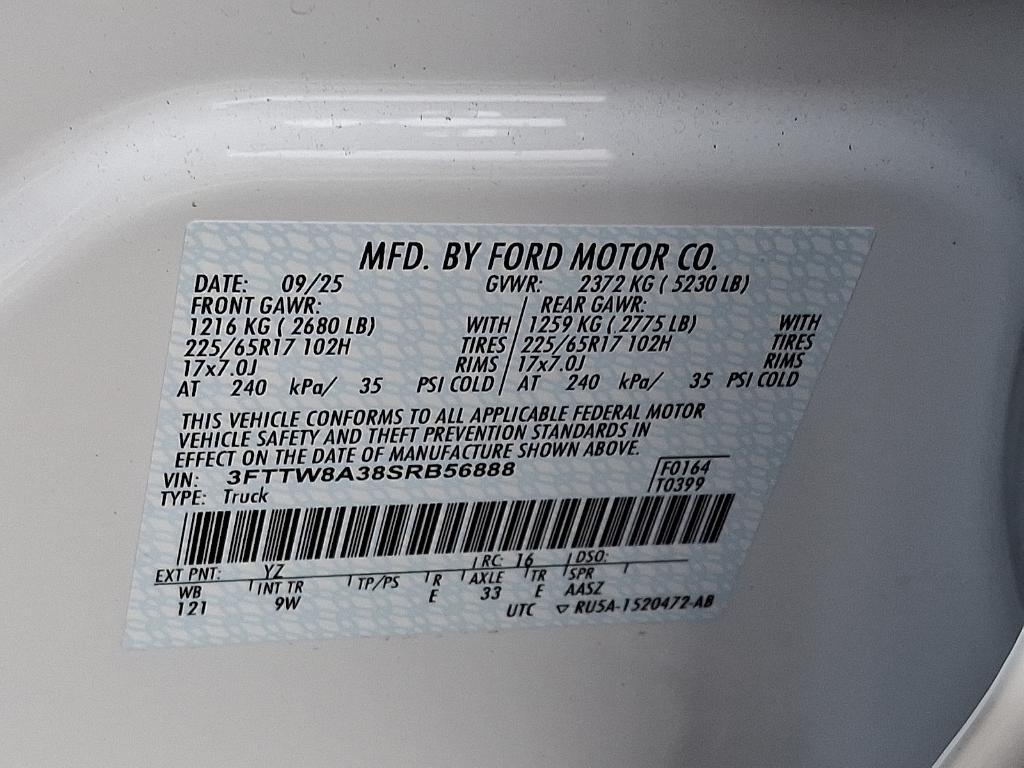 MFD. BY FORD MOTOR CO.
DATE: 09/25 GVWR: 2372 KG ( 5230 LB)
FRONT GAWR: REAR GAWR:
1216 KG ( 2680 LB) WITH 1259 KG ( 2775 LB) WITH
225/65R17 102H TIRES 225/65R17 102H TIRES
17x7.0J RIMS 17x7.0J RIMS
AT 240 kPa/ 35 PSI COLD AT 240 kPa/ 35 PSI COLD
THIS VEHICLE CONFORMS TO ALL APPLICABLE FEDERAL MOTOR
VEHICLE SAFETY AND THEFT PREVENTION STANDARDS IN
EFFECT ON THE DATE OF MANUFACTURE SHOWN ABOVE.
VIN: 3FTTW8A38SRB56888 F0164
TYPE: Truck T0399
EXT PNT: YZ RC: 16 DSO:
WB INT TR TP/PS R AXLE TR SPR
121 9W E 33 E AASZ
UTC ▽ RU5A-1520472-AB